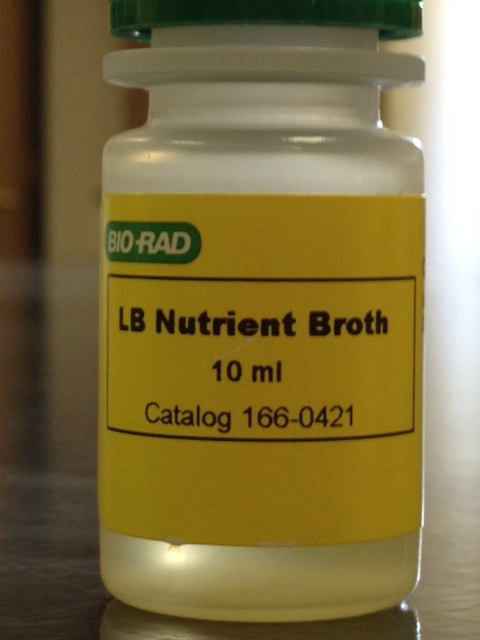 BIO-RAD
LB Nutrient Broth
10 ml
Catalog 166-0421